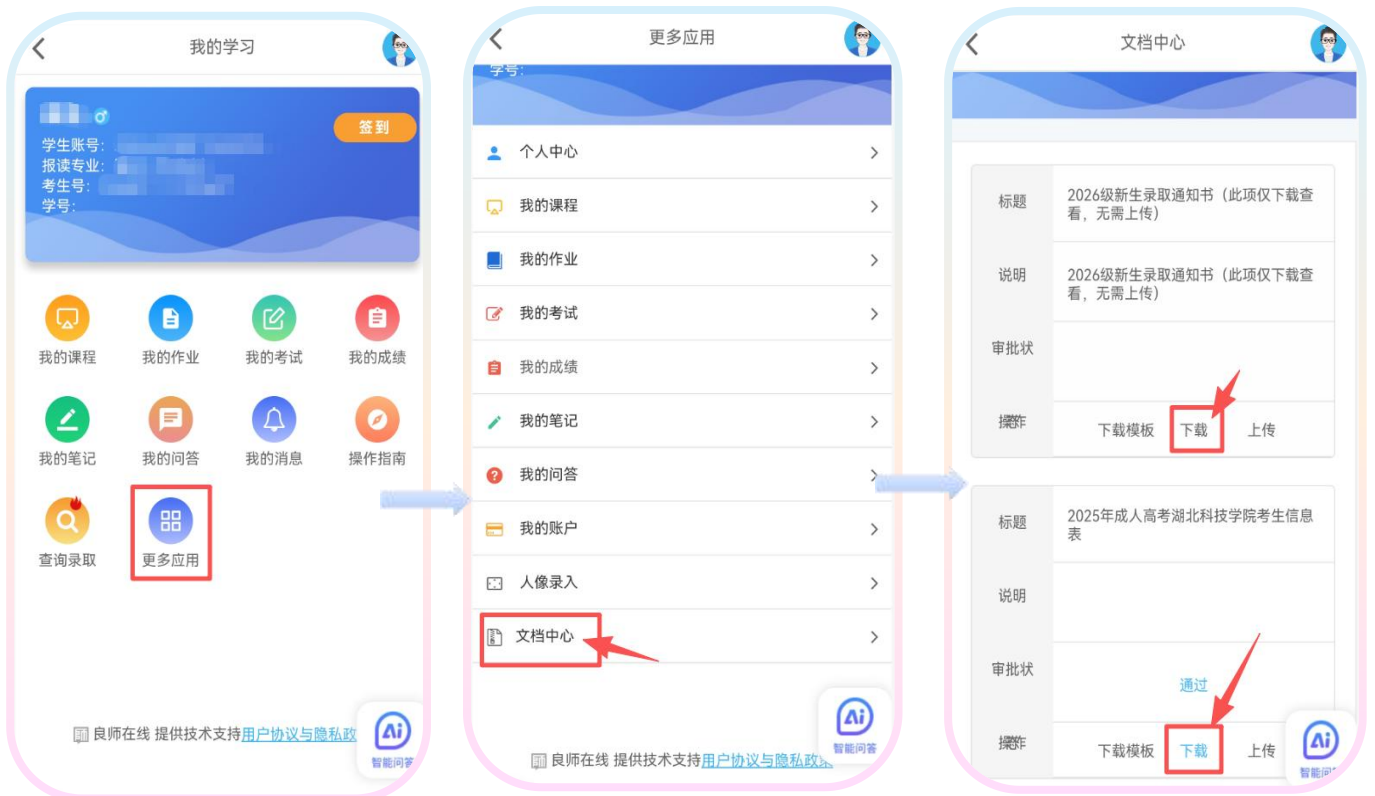 我的学习
签到
学生账号:
报读专业:
考生号:
学号:
我的课程
我的作业
我的考试
我的成绩
我的笔记
我的问答
我的消息
操作指南
查询录取
更多应用
良师在线 提供技术支持用户协议与隐私政
Ai
智能问答
更多应用
学号:
个人中心
我的课程
我的作业
我的考试
我的成绩
我的笔记
我的问答
我的账户
人像录入
文档中心
良师在线 提供技术支持用户协议与隐私政策
Ai
智能问答
文档中心
标题
2026级新生录取通知书（此项仅下载查
看，无需上传）
说明
2026级新生录取通知书（此项仅下载查
看，无需上传）
审批状
操作
下载模板
下载
上传
标题
2025年成人高考湖北科技学院考生信息
表
说明
审批状
通过
操作
下载模板
下载
上传
Ai
智能问